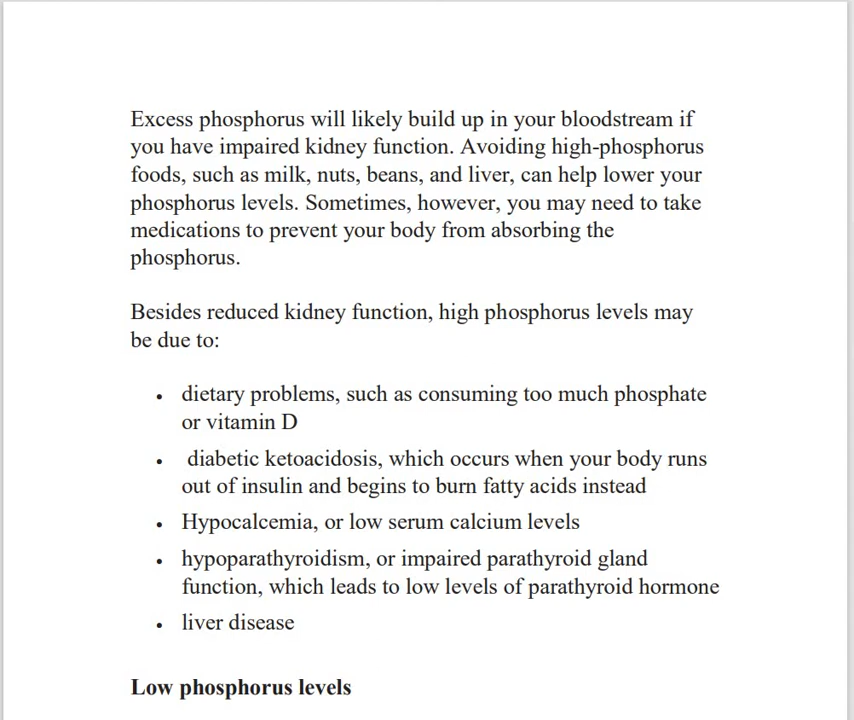 Excess phosphorus will likely build up in your bloodstream if
you have impaired kidney function. Avoiding high-phosphorus
foods, such as milk, nuts, beans, and liver, can help lower your
phosphorus levels. Sometimes, however, you may need to take
medications to prevent your body from absorbing the
phosphorus.
Besides reduced kidney function, high phosphorus levels may
be due to:
• dietary problems, such as consuming too much phosphate
or vitamin D
• diabetic ketoacidosis, which occurs when your body runs
out of insulin and begins to burn fatty acids instead
• Hypocalcemia, or low serum calcium levels
• hypoparathyroidism, or impaired parathyroid gland
function, which leads to low levels of parathyroid hormone
• liver disease
Low phosphorus levels